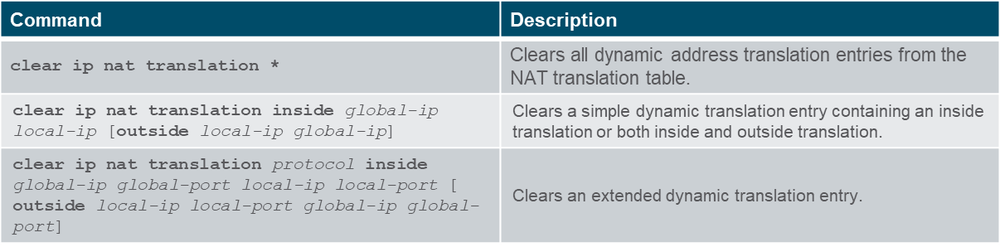 Command
Description
clear ip nat translation *
Clears all dynamic address translation entries from the
NAT translation table.
clear ip nat translation inside global-ip
local-ip [outside local-ip global-ip]
Clears a simple dynamic translation entry containing an inside
translation or both inside and outside translation.
clear ip nat translation protocol inside
global-ip global-port local-ip local-port [
outside local-ip local-port global-ip global-
port]
Clears an extended dynamic translation entry.